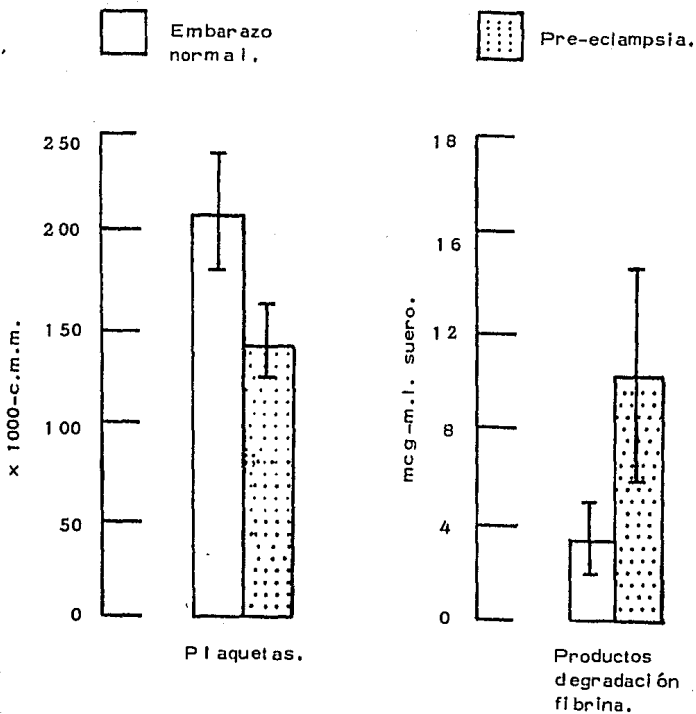 Embarazo
normal.
Pre-eclampsia.
250
200
150
100
50
0
x 1000-c.m.m.
Plaquetas.
18
16
12
8
4
0
mcg-m.l. suero.
Productos
degradación
fibrina.